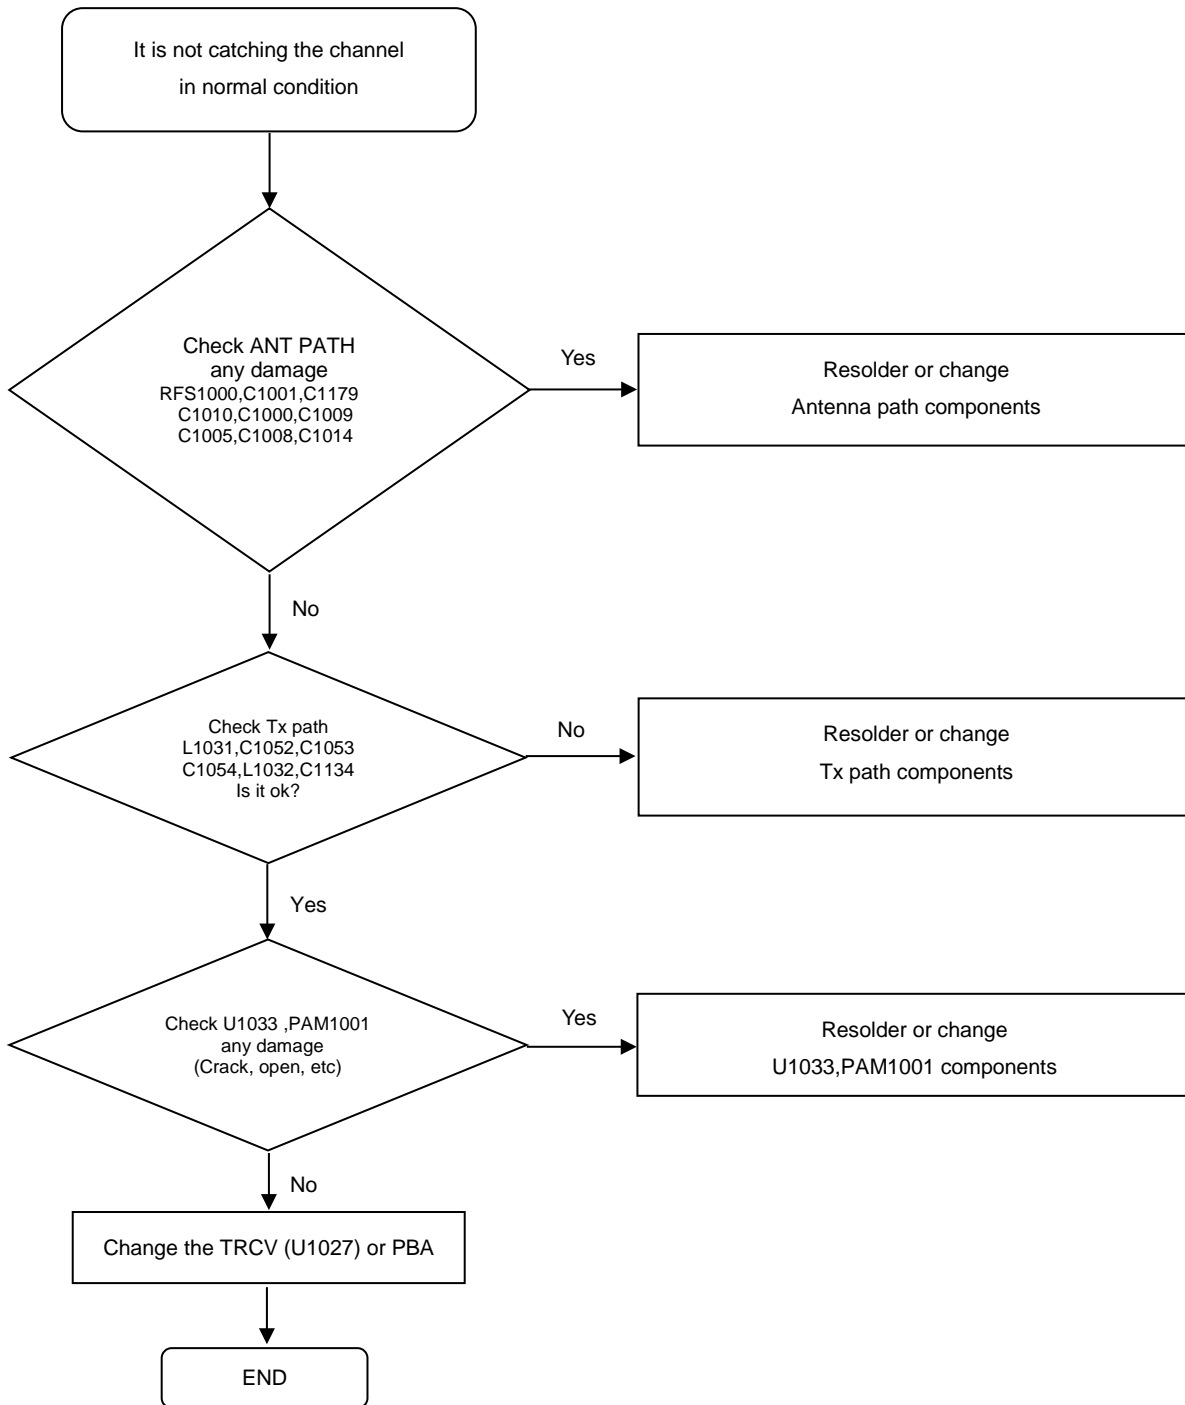 It is not catching the channel
in normal condition
Check ANT PATH
any damage
RFS1000,C1001,C1179
C1010,C1000,C1009
C1005,C1008,C1014
Yes
Resolder or change
Antenna path components
No
Check Tx path
L1031,C1052,C1053
C1054,L1032,C1134
Is it ok?
No
Resolder or change
Tx path components
Yes
Check U1033 ,PAM1001
any damage
(Crack, open, etc)
Yes
Resolder or change
U1033,PAM1001 components
No
Change the TRCV (U1027) or PBA
END